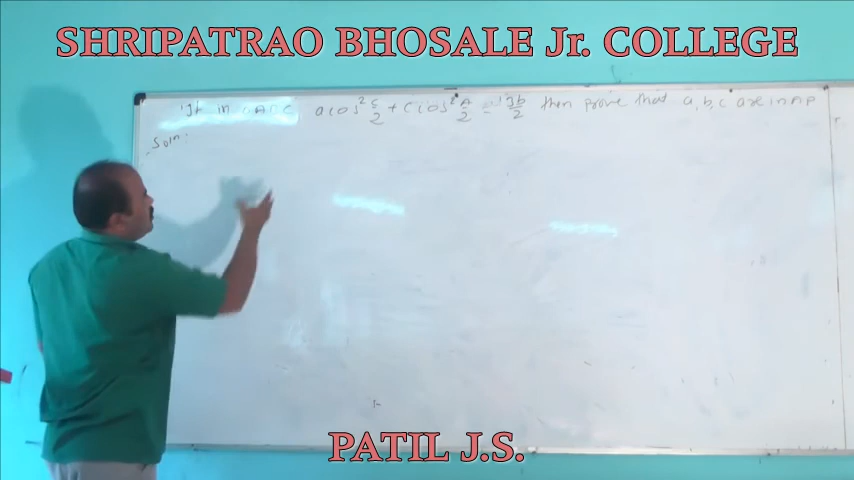 SHRIPATRAO BHOSALE Jr. COLLEGE
If in △ABC a cos² C/2 + c cos² A/2 = 3b/2 then prove that a, b, c are in AP
Soln.
PATIL J.S.